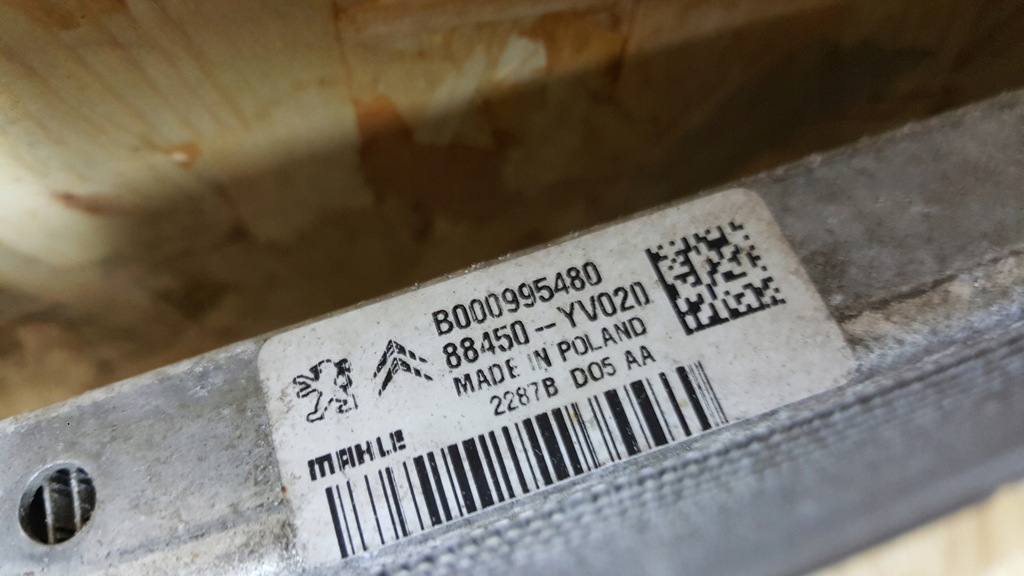 B000995480
88450-YV020
MADE IN POLAND
2287B D05 AA
MAHLE